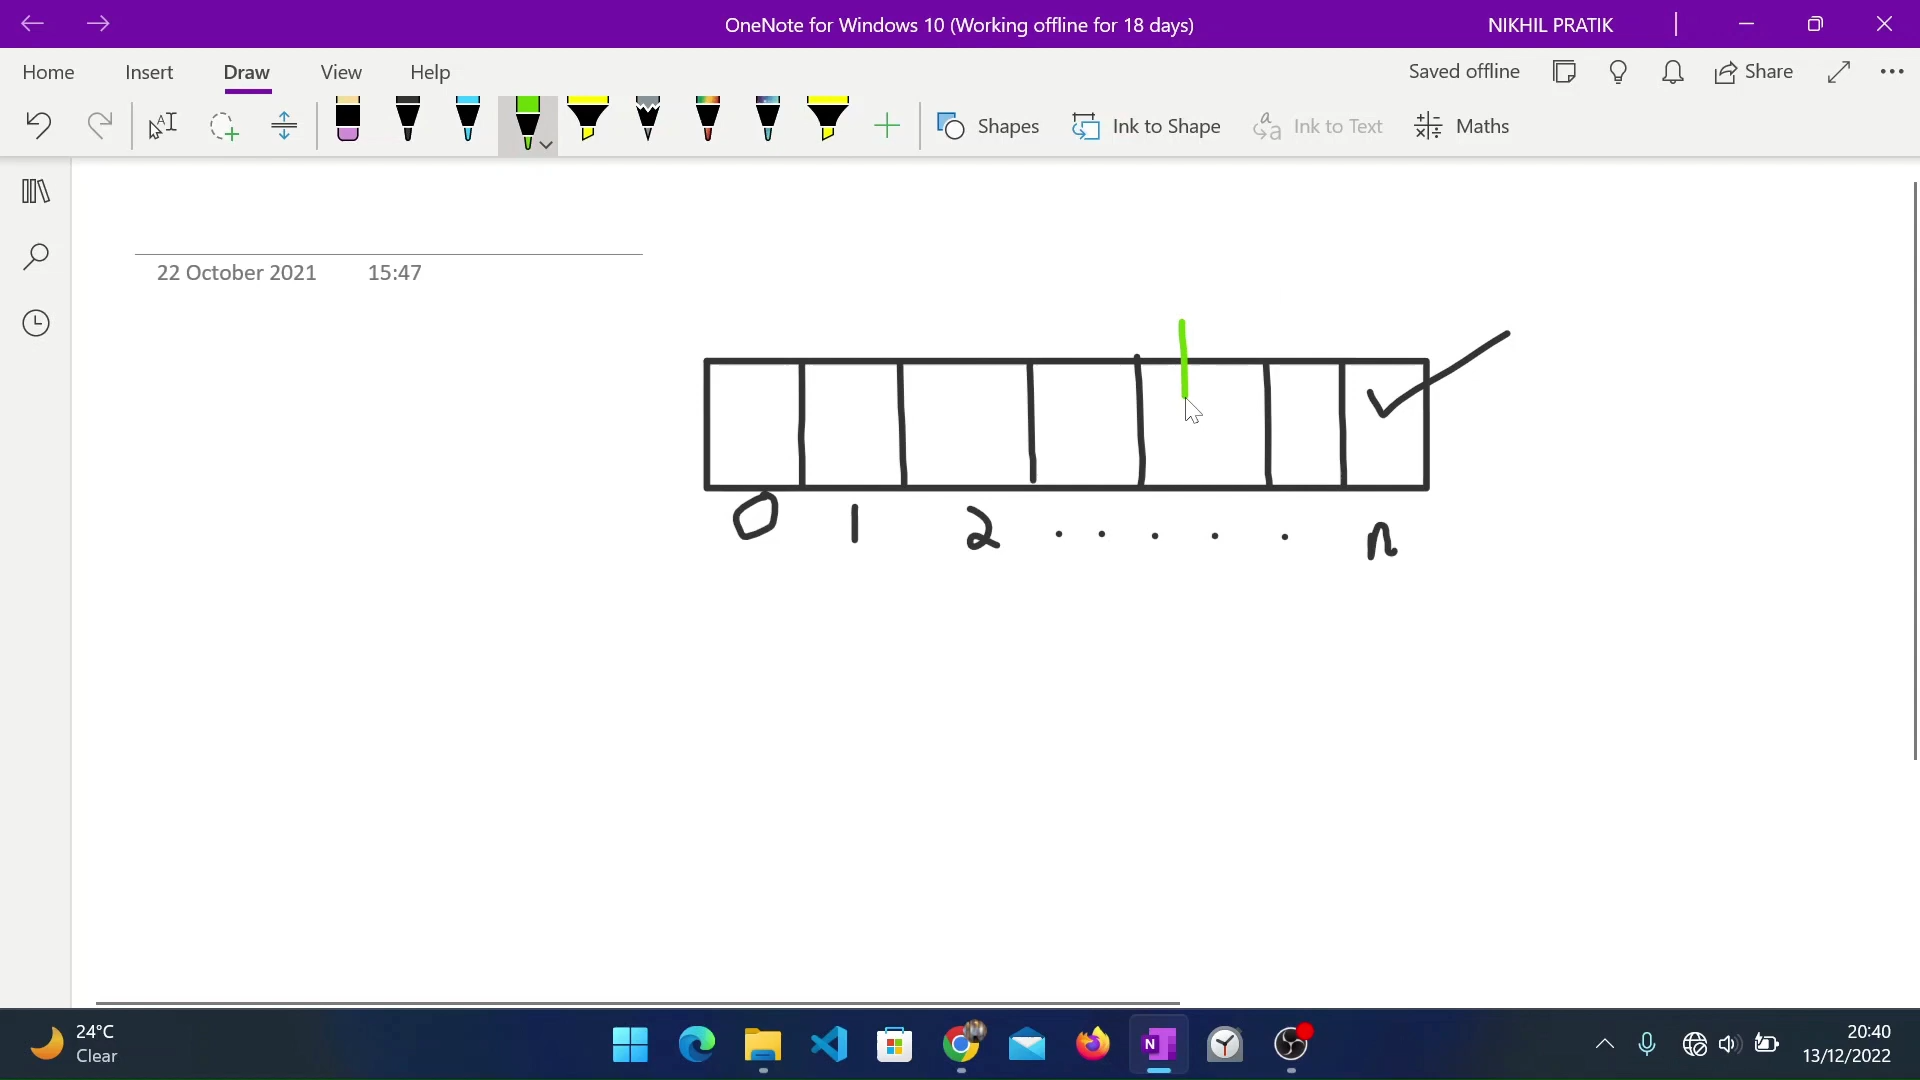 OneNote for Windows 10 (Working offline for 18 days)
NIKHIL PRATIK
Home Insert Draw View Help
Saved offline Share
Shapes Ink to Shape Ink to Text Maths
22 October 2021 15:47
0 1 2 . . . . . n
24°C
Clear
20:40
13/12/2022